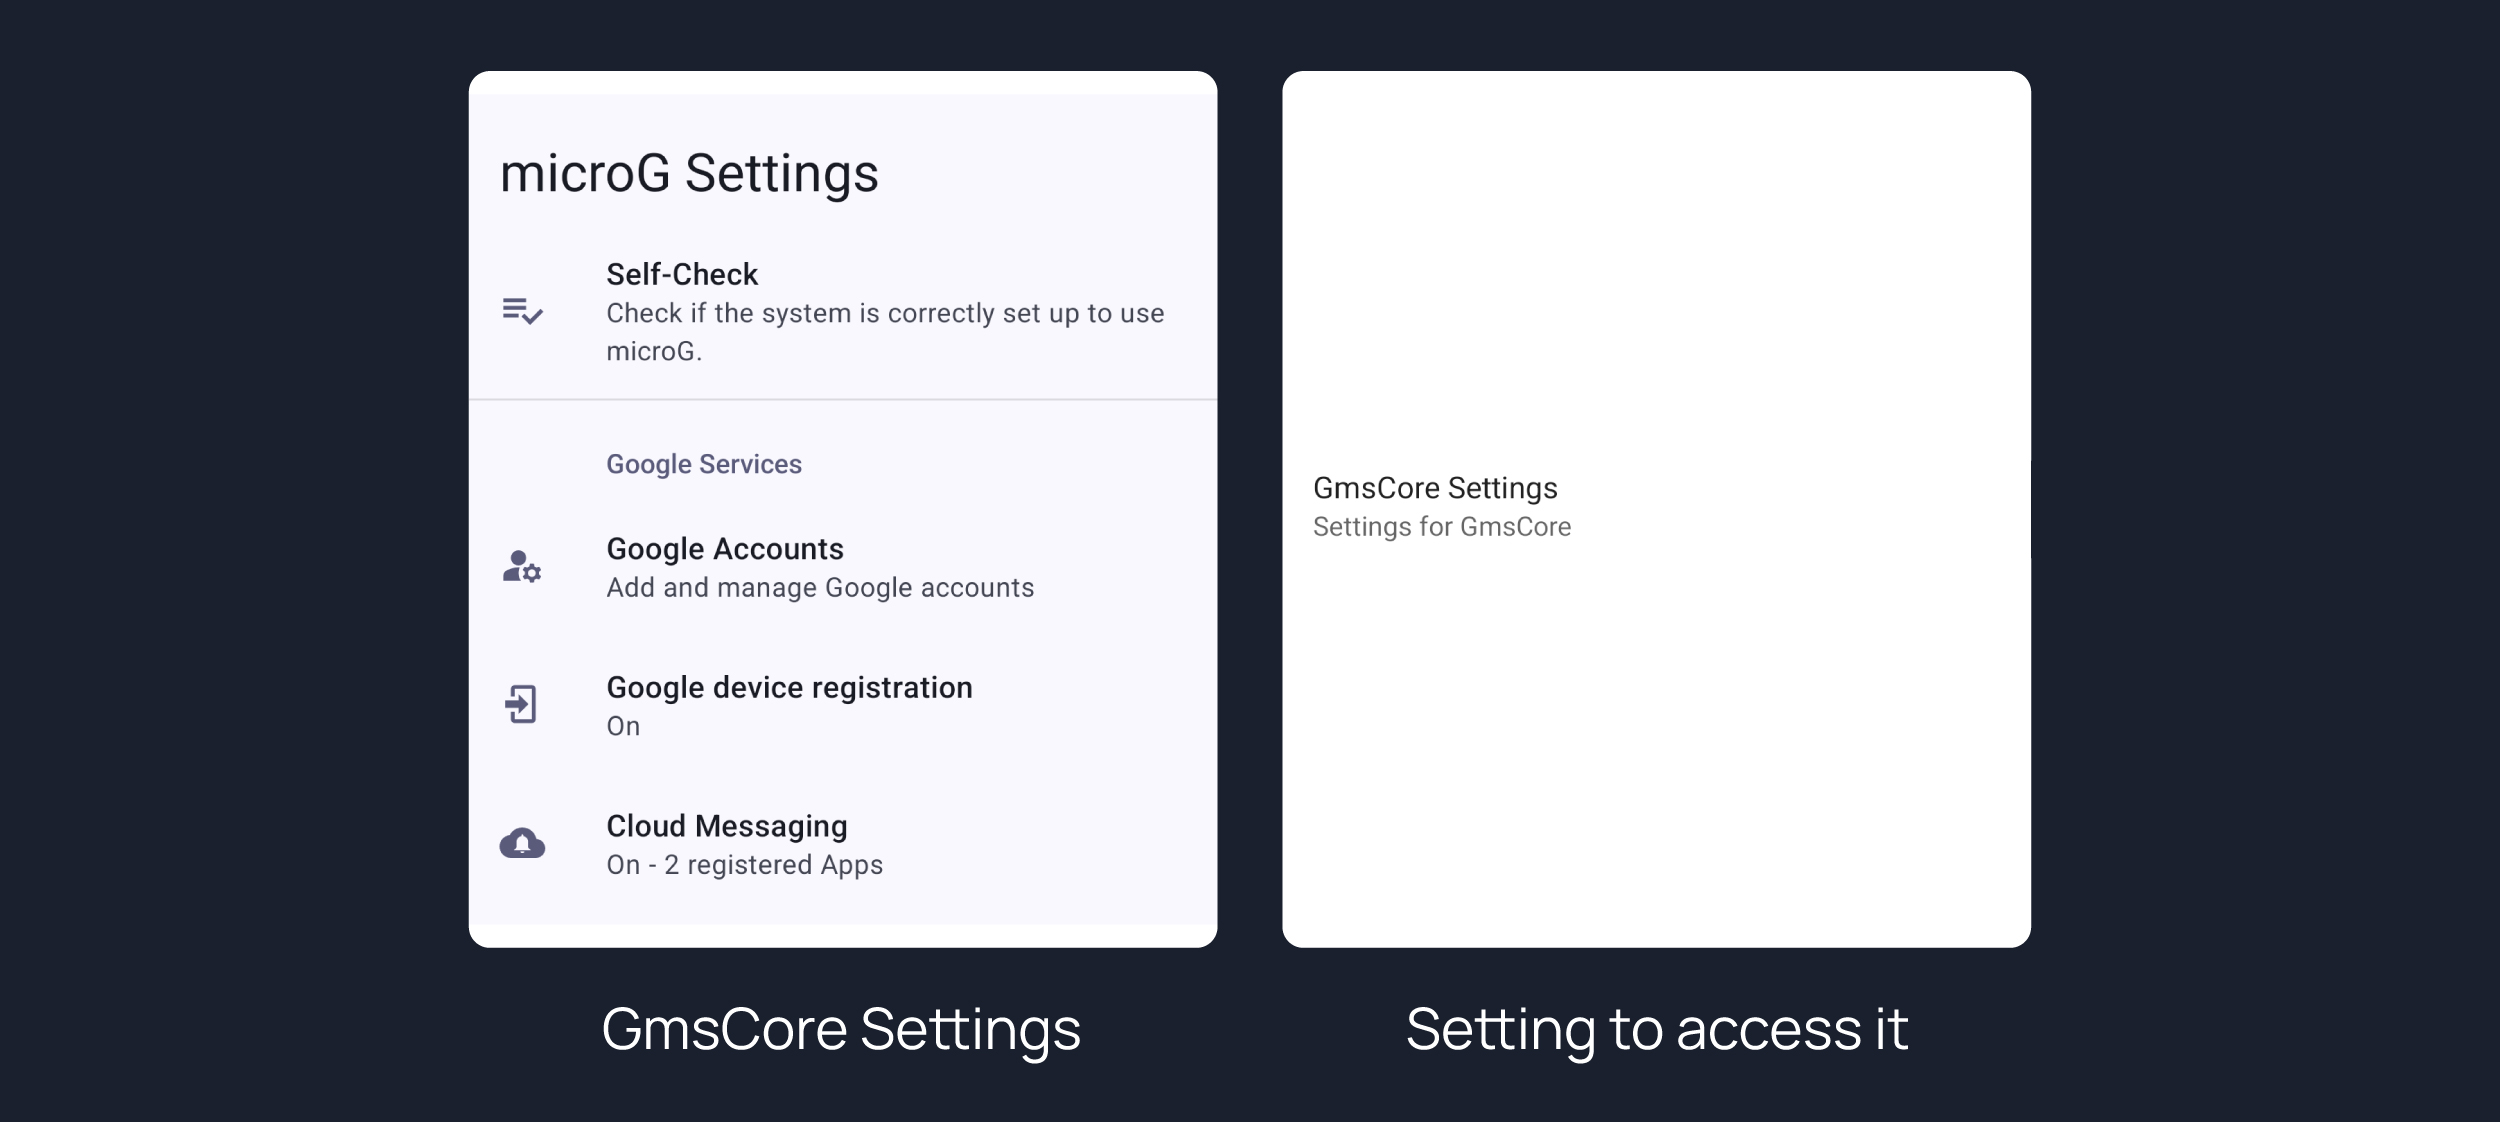 microG Settings
Self-Check
Check if the system is correctly set up to use
microG.
Google Services
Google Accounts
Add and manage Google accounts
Google device registration
On
Cloud Messaging
On - 2 registered Apps
GmsCore Settings
GmsCore Settings
Settings for GmsCore
Setting to access it